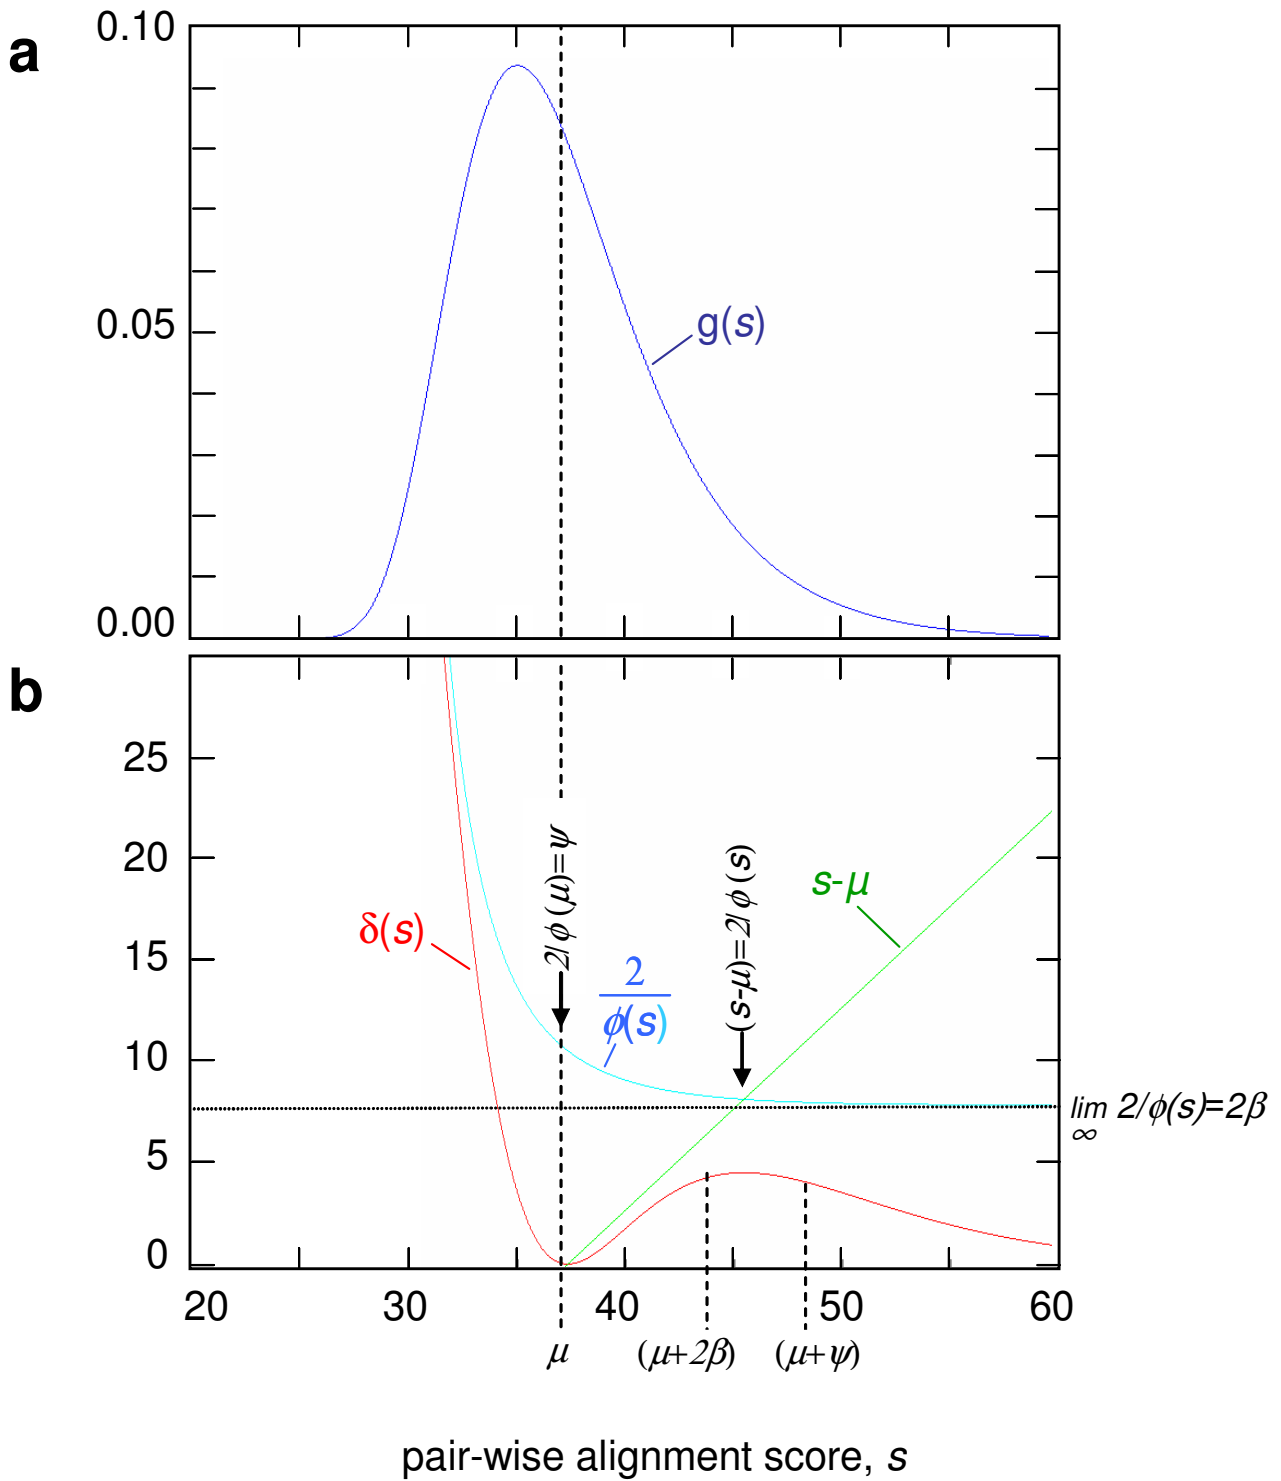 a
0.10
0.05
0.00
g(s)
b
25
20
15
10
5
0
δ(s)
2/ϕ(μ)=ψ
2
ϕ(s)
(s-μ)=2/ϕ(s)
s-μ
lim 2/ϕ(s)=2β
∞
20 30 40 50 60
μ (μ+2β) (μ+ψ)
pair-wise alignment score, s